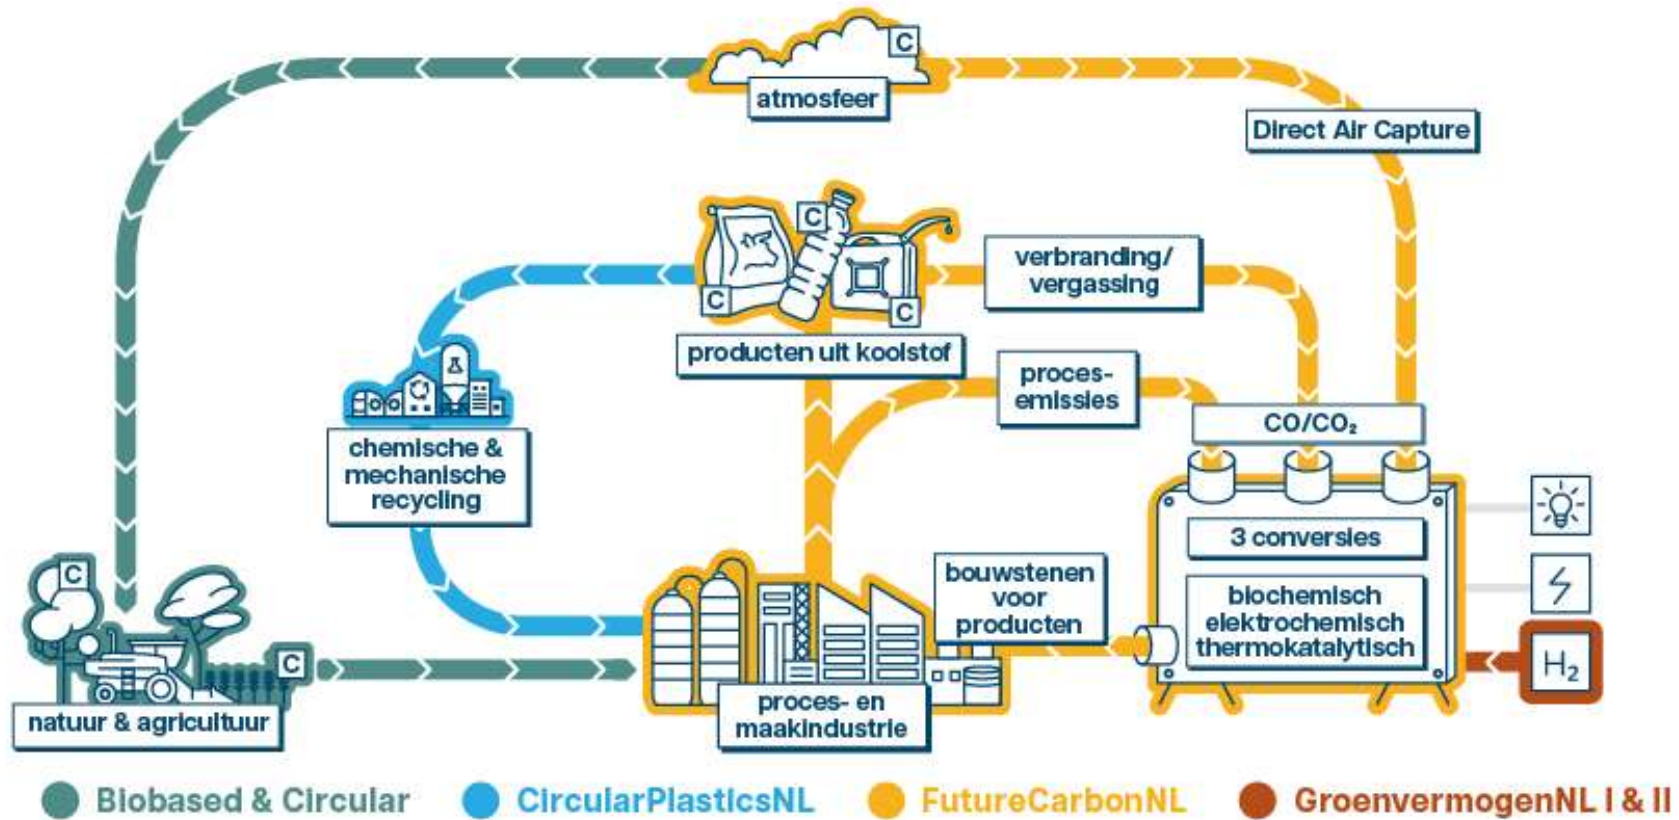 C
atmosfeer
Direct Air Capture
C
C
C
producten uit koolstof
verbranding/
vergassing
proces-
emissies
CO/CO₂
chemische &
mechanische
recycling
3 conversies
biochemisch
elektrochemisch
thermokatalytisch
bouwstenen
voor
producten
H₂
C
C
natuur & agricultuur
proces- en
maakindustrie
Biobased & Circular
CircularPlasticsNL
FutureCarbonNL
GroenvermogenNL I & II